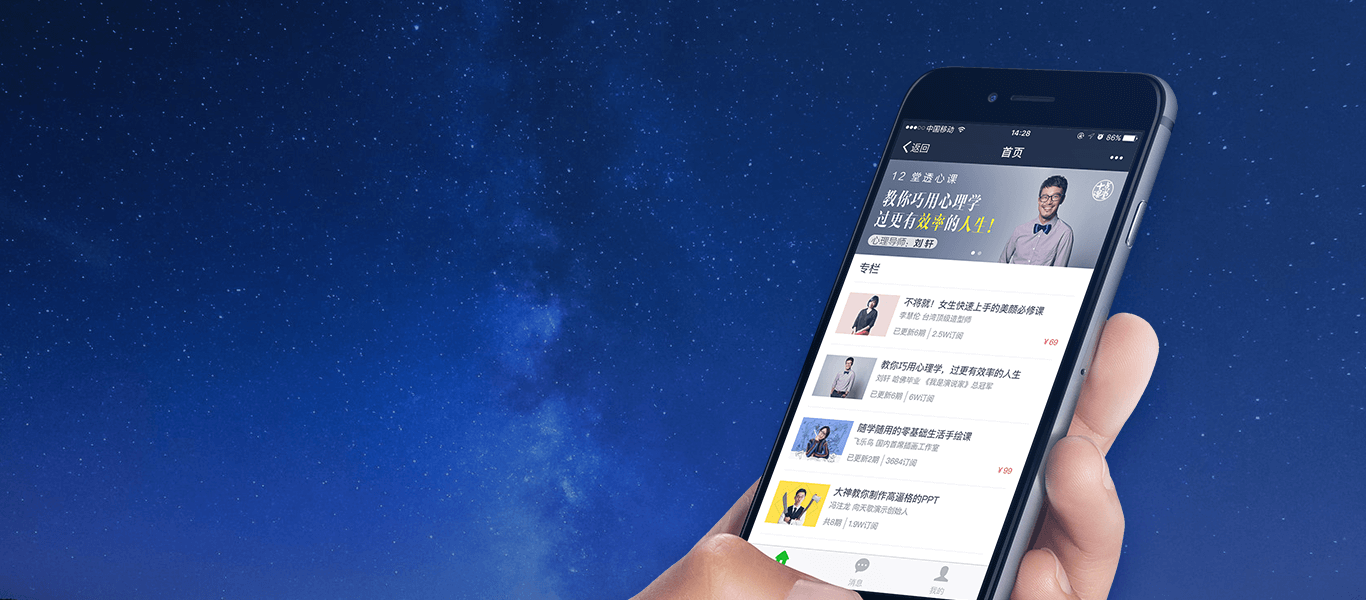 中国移动 14:28 86%
返回 首页
12 堂透心课
教你巧用心理学
过更有效率的人生！
心理导师：刘轩
专栏
不将就！女生快速上手的美颜必修课
李慧伦 台湾顶级造型师
已更新6期 | 2.5W订阅
¥69
教你巧用心理学，过更有效率的人生
刘轩 哈佛毕业 《我是演说家》总冠军
已更新6期 | 6W订阅
随学随用的零基础生活手绘课
飞乐鸟 国内首席插画工作室
已更新2期 | 3684订阅
¥99
大神教你制作高逼格的PPT
冯注龙 向天歌演示创始人
共8期 | 1.9W订阅
消息 我的